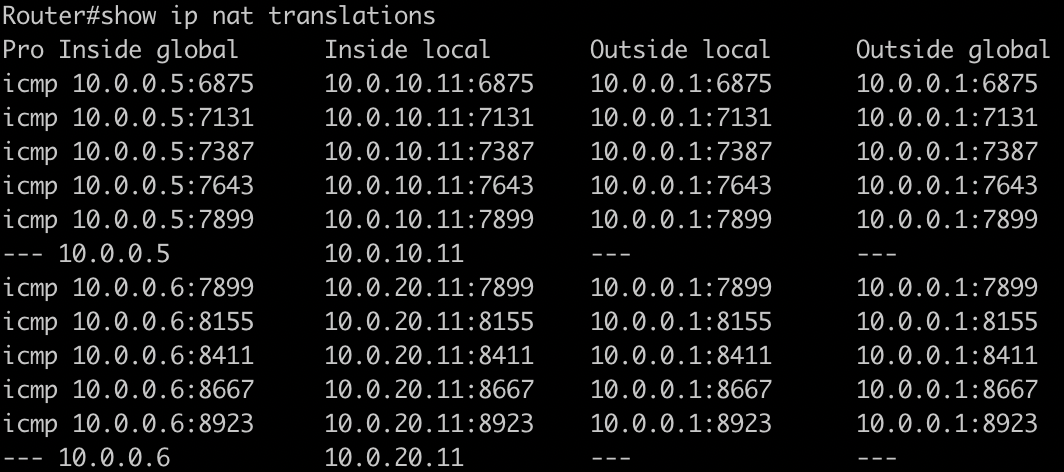 Router#show ip nat translations
Pro Inside global      Inside local       Outside local      Outside global
icmp 10.0.0.5:6875     10.0.10.11:6875    10.0.0.1:6875      10.0.0.1:6875
icmp 10.0.0.5:7131     10.0.10.11:7131    10.0.0.1:7131      10.0.0.1:7131
icmp 10.0.0.5:7387     10.0.10.11:7387    10.0.0.1:7387      10.0.0.1:7387
icmp 10.0.0.5:7643     10.0.10.11:7643    10.0.0.1:7643      10.0.0.1:7643
icmp 10.0.0.5:7899     10.0.10.11:7899    10.0.0.1:7899      10.0.0.1:7899
--- 10.0.0.5           10.0.10.11         ---                ---
icmp 10.0.0.6:7899     10.0.20.11:7899    10.0.0.1:7899      10.0.0.1:7899
icmp 10.0.0.6:8155     10.0.20.11:8155    10.0.0.1:8155      10.0.0.1:8155
icmp 10.0.0.6:8411     10.0.20.11:8411    10.0.0.1:8411      10.0.0.1:8411
icmp 10.0.0.6:8667     10.0.20.11:8667    10.0.0.1:8667      10.0.0.1:8667
icmp 10.0.0.6:8923     10.0.20.11:8923    10.0.0.1:8923      10.0.0.1:8923
--- 10.0.0.6           10.0.20.11         ---                ---